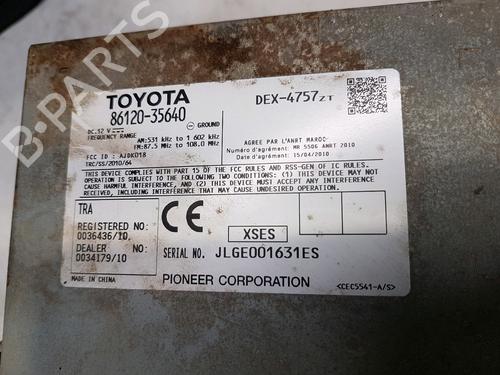 TOYOTA
86120-35640
DEX-4757ZT
DC 12 V
GROUND
FREQUENCY RANGE
AM:531 kHz to 1 602 kHz
FM:87.5 MHz to 108.0 MHz
FCC ID : AJDK018
TRC/SS/2010/64
AGREE PAR L'ANRT MAROC
Numéro d'agrément: MR 5506 ANRT 2010
Date d'agrément: 15/04/2010
THIS DEVICE COMPLIES WITH PART 15 OF THE FCC RULES AND RSS-GEN OF IC RULES.
OPERATION IS SUBJECT TO THE FOLLOWING TWO CONDITIONS: (1) THIS DEVICE MAY NOT
CAUSE HARMFUL INTERFERENCE, AND (2) THIS DEVICE MUST ACCEPT ANY INTERFERENCE
RECEIVED, INCLUDING INTERFERENCE THAT MAY CAUSE UNDESIRED OPERATION.
TRA
REGISTERED NO:
0036436/10
DEALER NO:
0034179/10
CE
XSES
SERIAL NO. JLGE001631ES
MADE IN CHINA
PIONEER CORPORATION
<CEC5541-A/S>